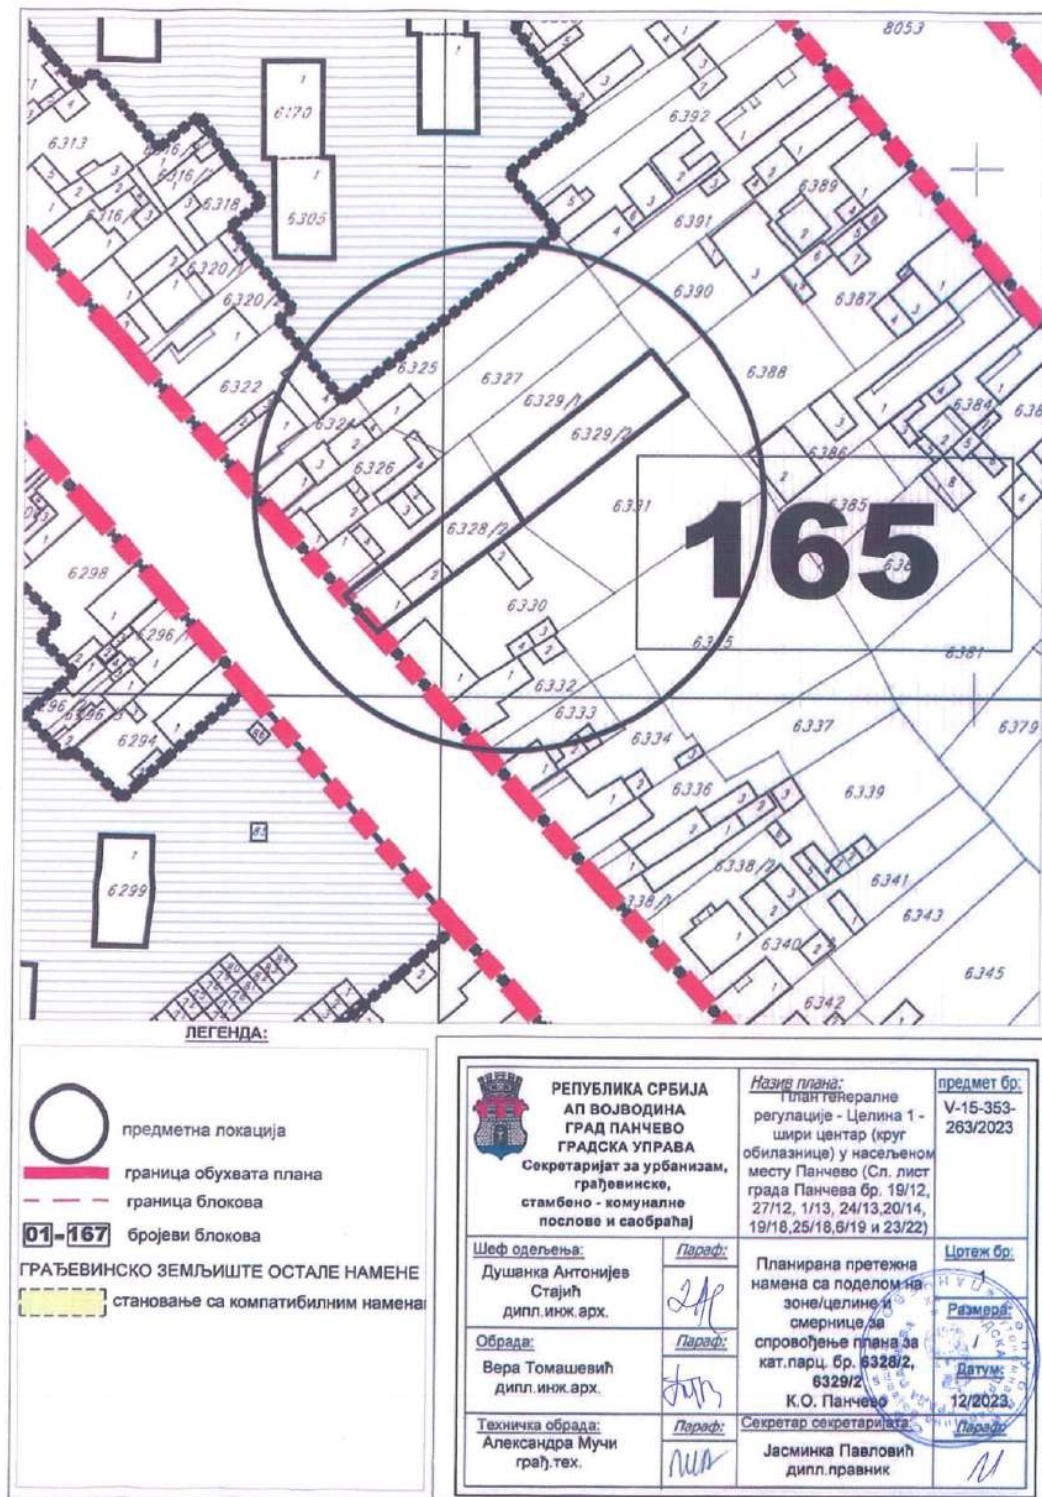 8053
6392
6170
6313
6316/
6389
6318
6305
6391
6320/1
6390
6387
6320/2
6325
6327
6388
6322
6329/1
6384
6329/2
6386
6326
6331
6385
165
6328/2
6298
6330
6296/1
6381
6332
6333
6337
6379
6294
6334
6336
6339
6299
6338/2
6341
6338/1
6343
6340
6345
6342
ЛЕГЕНДА:
предметна локација
граница обухвата плана
граница блокова
01-167 бројеви блокова
ГРАЂЕВИНСКО ЗЕМЉИШТЕ ОСТАЛЕ НАМЕНЕ
становање са компатибилним намена
РЕПУБЛИКА СРБИЈА
АП ВОЈВОДИНА
ГРАД ПАНЧЕВО
ГРАДСКА УПРАВА
Секретаријат за урбанизам,
грађевинске,
стамбено - комуналне
послове и саобраћај
Назив плана:
План генералне
регулације - Целина 1 -
шири центар (круг
обилазнице) у насељеном
месту Панчево (Сл. лист
града Панчева бр. 19/12,
27/12, 1/13, 24/13,20/14,
19/18,25/18,6/19 и 23/22)
предмет бр:
V-15-353-
263/2023
Шеф одељења:
Душанка Антонијев
Стајић
дипл.инж.арх.
Параф:
Планирана претежна
намена са поделом на
зоне/целине и
смернице за
спровођење плана за
кат.парц. бр. 6328/2,
6329/2
К.О. Панчево
Цртеж бр:
1
Размера:
/
Датум:
12/2023
Обрада:
Вера Томашевић
дипл.инж.арх.
Параф:
Техничка обрада:
Александра Мучи
грађ.тех.
Параф:
Секретар секретаријата:
Јасминка Павловић
дипл.правник
Параф: